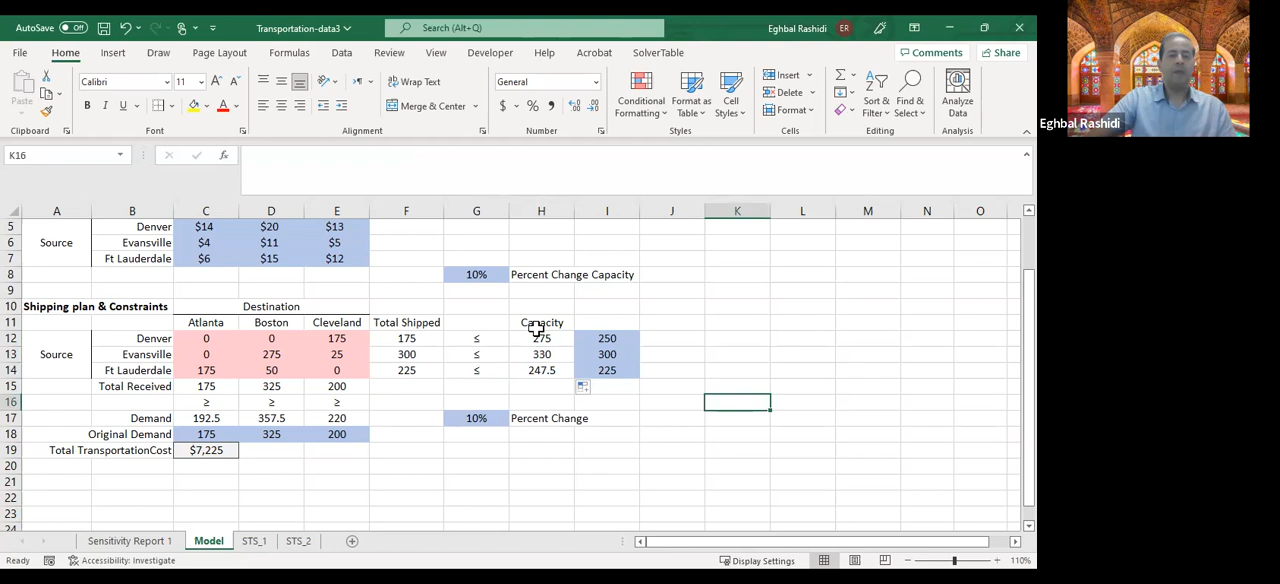 AutoSave Off Transportation-data3 Search (Alt+Q) Eghbal Rashidi ER
File Home Insert Draw Page Layout Formulas Data Review View Developer Help Acrobat SolverTable Comments Share
Paste Calibri 11 Wrap Text General Insert Delete Format
B I U Merge & Center $ % Conditional Formatting Format as Table Cell Styles Sort & Filter Find & Select Analyze Data
Clipboard Font Alignment Number Styles Cells Editing Analysis
Eghbal Rashidi
K16 fx
A B C D E F G H I J K L M N O
5 Denver $14 $20 $13
6 Source Evansville $4 $11 $5
7 Ft Lauderdale $6 $15 $12
8 10% Percent Change Capacity
9
10 Shipping plan & Constraints Destination
11 Atlanta Boston Cleveland Total Shipped Capacity
12 Denver 0 0 175 175 ≤ 275 250
13 Source Evansville 0 275 25 300 ≤ 330 300
14 Ft Lauderdale 175 50 0 225 ≤ 247.5 225
15 Total Received 175 325 200
16 ≥ ≥ ≥
17 Demand 192.5 357.5 220 10% Percent Change
18 Original Demand 175 325 200
19 Total TransportationCost $7,225
20
21
22
23
24
Sensitivity Report 1 Model STS_1 STS_2
Ready Accessibility: Investigate Display Settings 110%